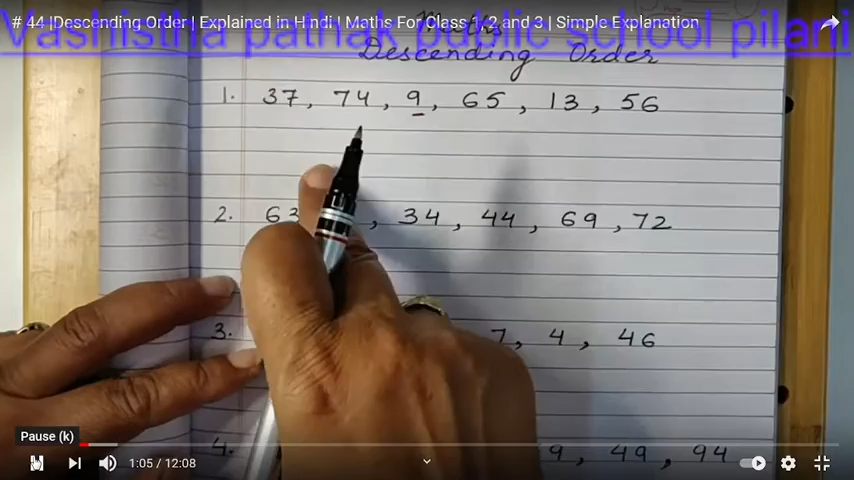 # 44 |Descending Order | Explained in Hindi | Maths For Class 1, 2 and 3 | Simple Explanation
Vashistha pathak public school pilani
Maths
Descending Order
1. 37, 74, 9, 65, 13, 56
2. 63 , 34, 44, 69, 72
3. 7, 4, 46
4. 9, 49, 94
Pause (k)
1:05 / 12:08